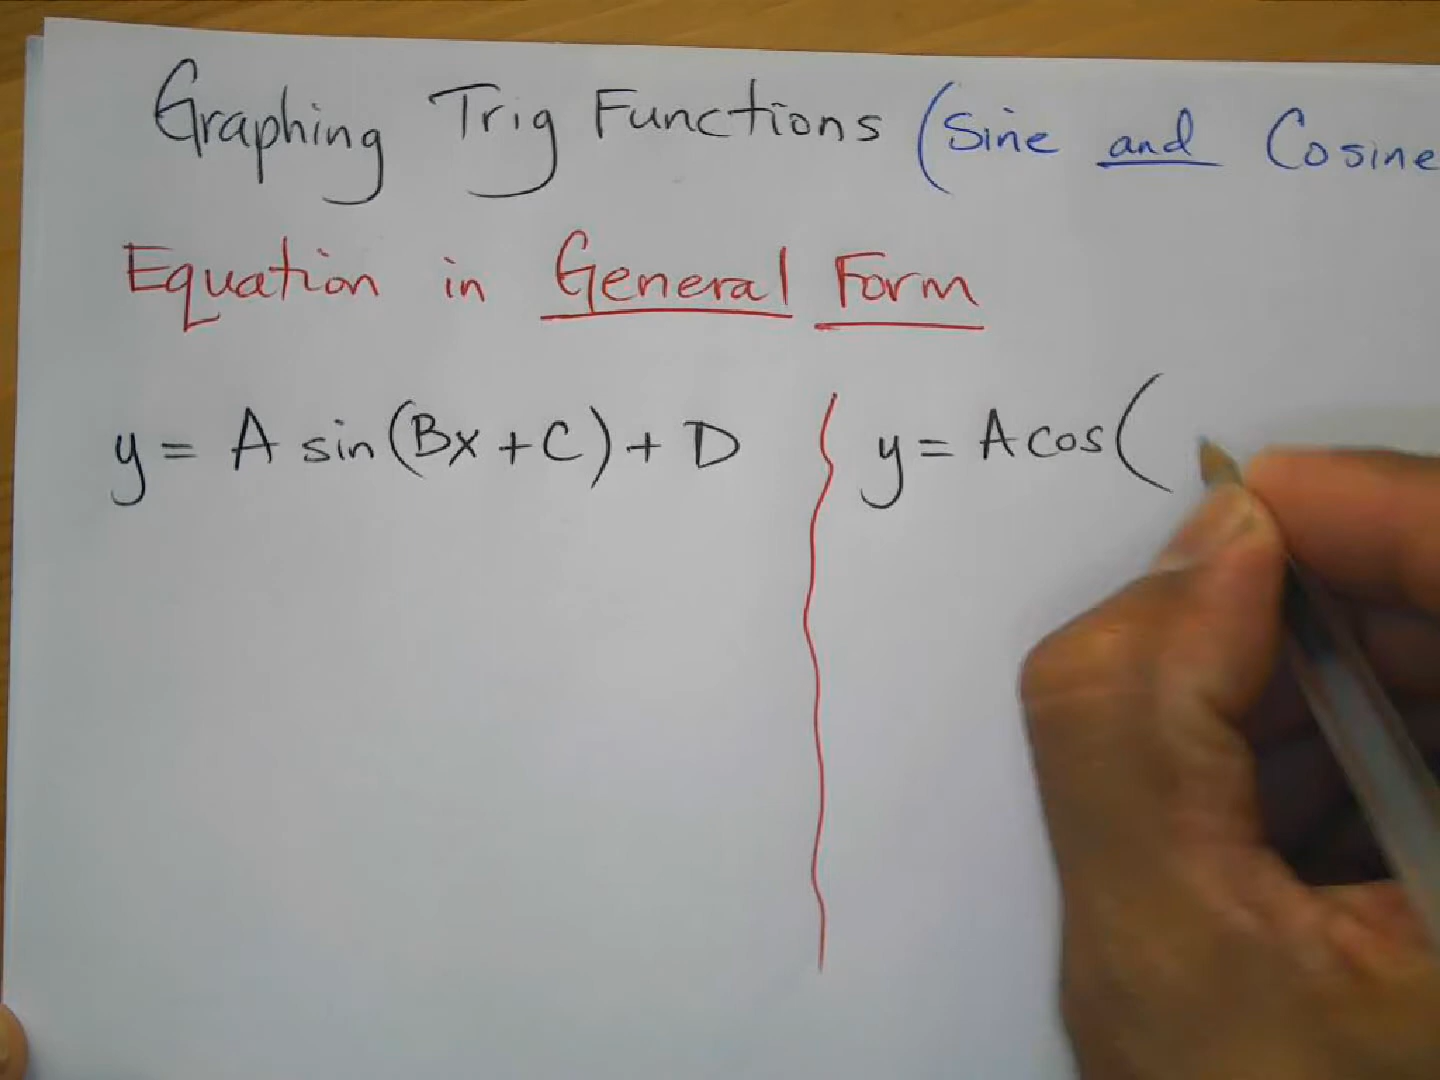 Graphing Trig Functions (Sine and Cosine
Equation in General Form
y = A sin(Bx + C) + D
y = A cos(